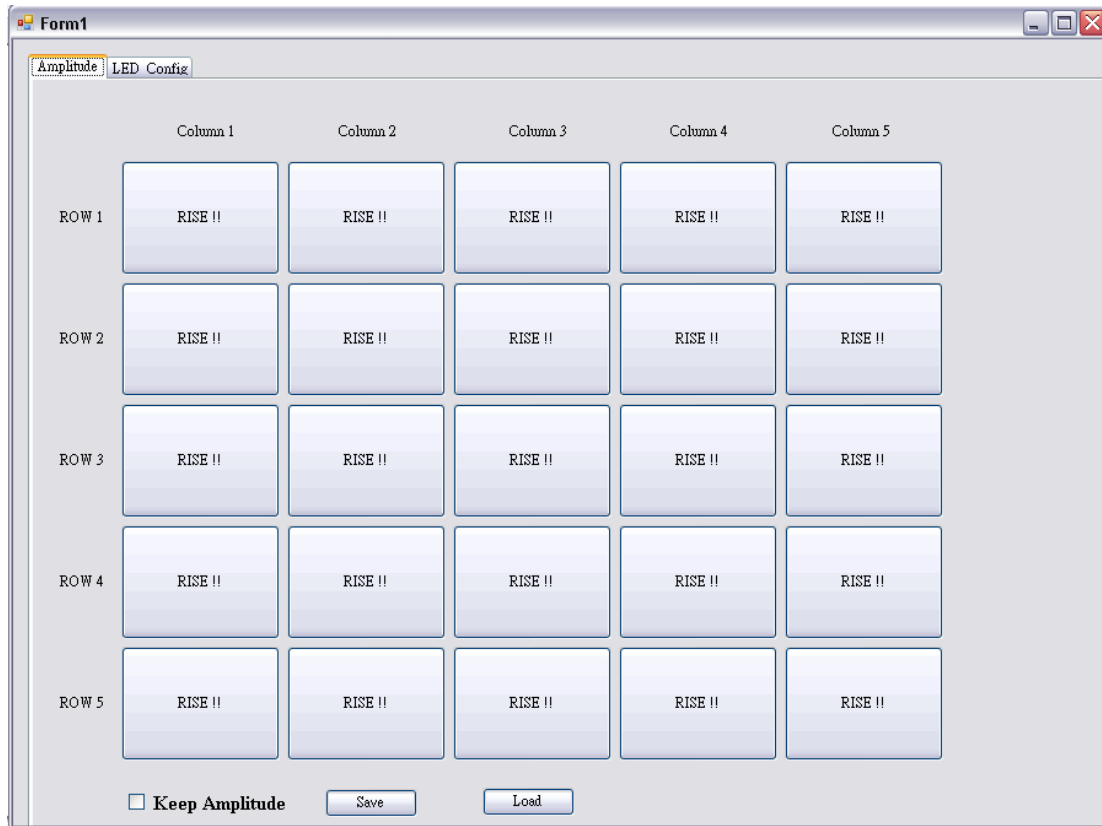 Form1
Amplitude LED Config
Column 1 Column 2 Column 3 Column 4 Column 5
ROW 1 RISE !! RISE !! RISE !! RISE !! RISE !!
ROW 2 RISE !! RISE !! RISE !! RISE !! RISE !!
ROW 3 RISE !! RISE !! RISE !! RISE !! RISE !!
ROW 4 RISE !! RISE !! RISE !! RISE !! RISE !!
ROW 5 RISE !! RISE !! RISE !! RISE !! RISE !!
Keep Amplitude Save Load